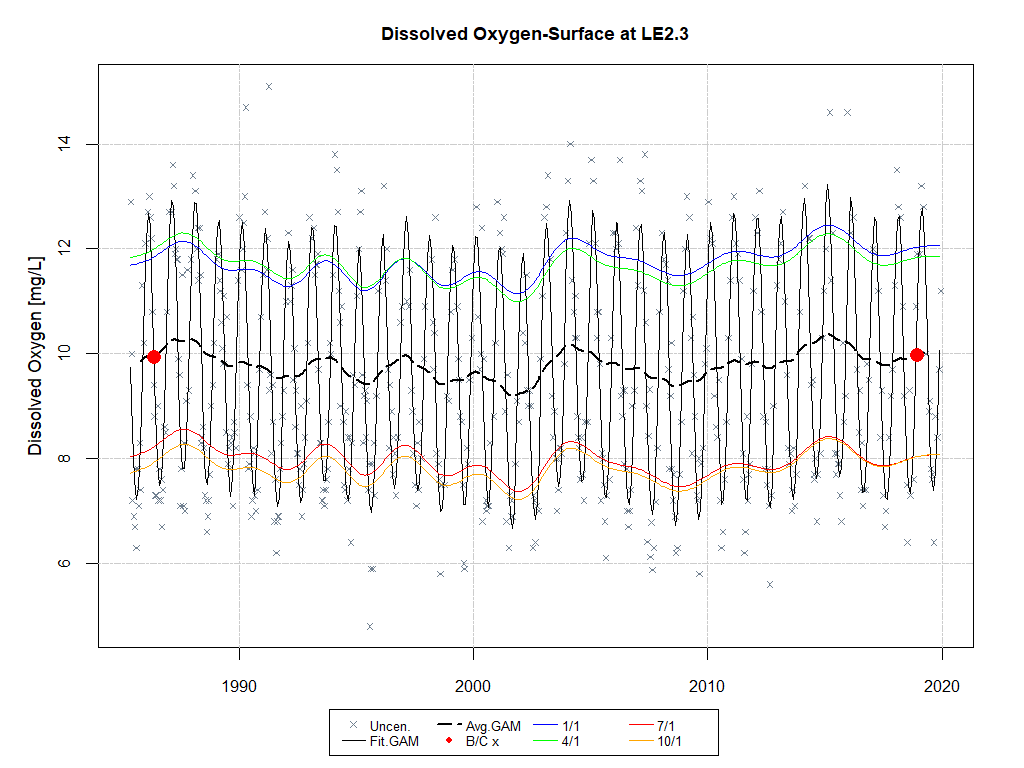 Dissolved Oxygen-Surface at LE2.3
Dissolved Oxygen [mg/L]
14
12
10
8
6
1990 2000 2010 2020
Uncen. Avg.GAM 1/1 7/1
Fit.GAM B/C x 4/1 10/1